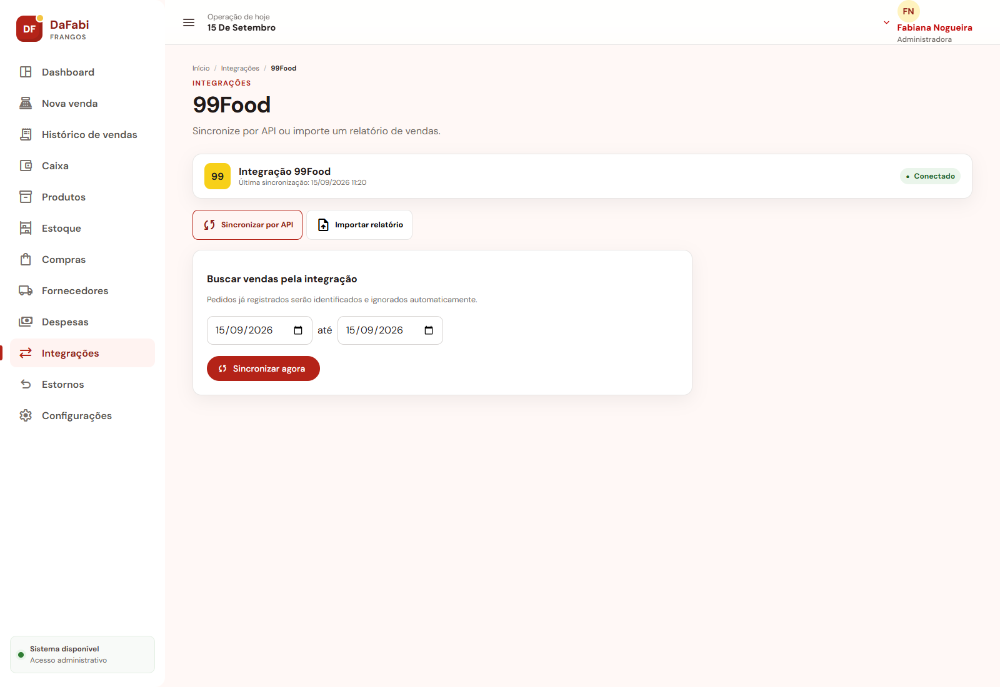 DF
DaFabi
FRANGOS
Dashboard
Nova venda
Histórico de vendas
Caixa
Produtos
Estoque
Compras
Fornecedores
Despesas
Integrações
Estornos
Configurações
Sistema disponível
Acesso administrativo
Operação de hoje
15 De Setembro
FN
Fabiana Nogueira
Administradora
Início / Integrações / 99Food
INTEGRAÇÕES
99Food
Sincronize por API ou importe um relatório de vendas.
99
Integração 99Food
Última sincronização: 15/09/2026 11:20
Conectado
Sincronizar por API
Importar relatório
Buscar vendas pela integração
Pedidos já registrados serão identificados e ignorados automaticamente.
15/09/2026 até 15/09/2026
Sincronizar agora